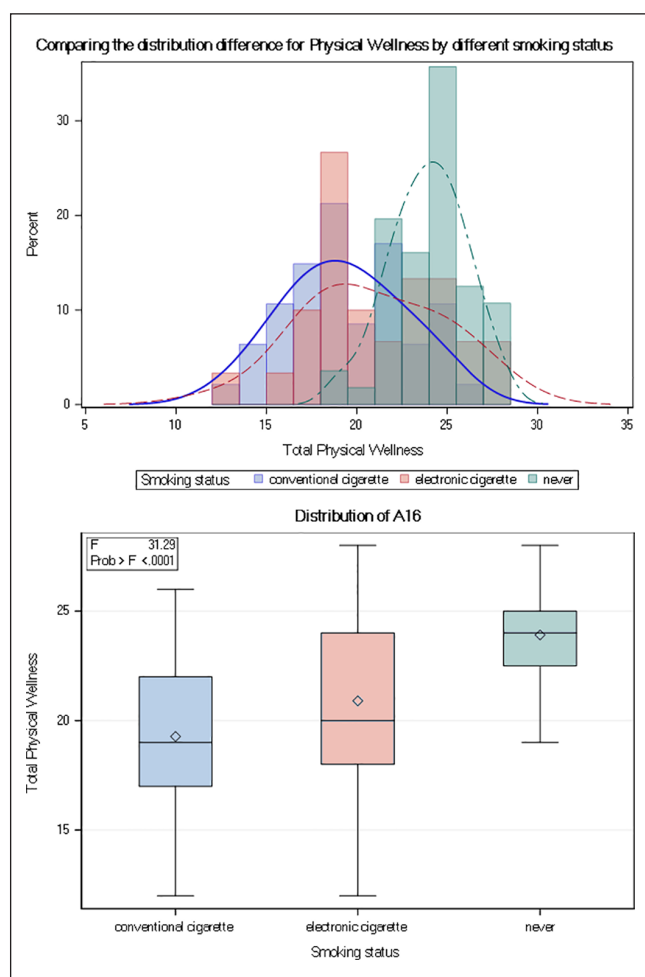 Comparing the distribution difference for Physical Wellness by different smoking status
30
20
10
0
Percent
5 10 15 20 25 30 35
Total Physical Wellness
Smoking status conventional cigarette electronic cigarette never
Distribution of A16
F 31.29
Prob > F <.0001
25
20
15
Total Physical Wellness
conventional cigarette electronic cigarette never
Smoking status